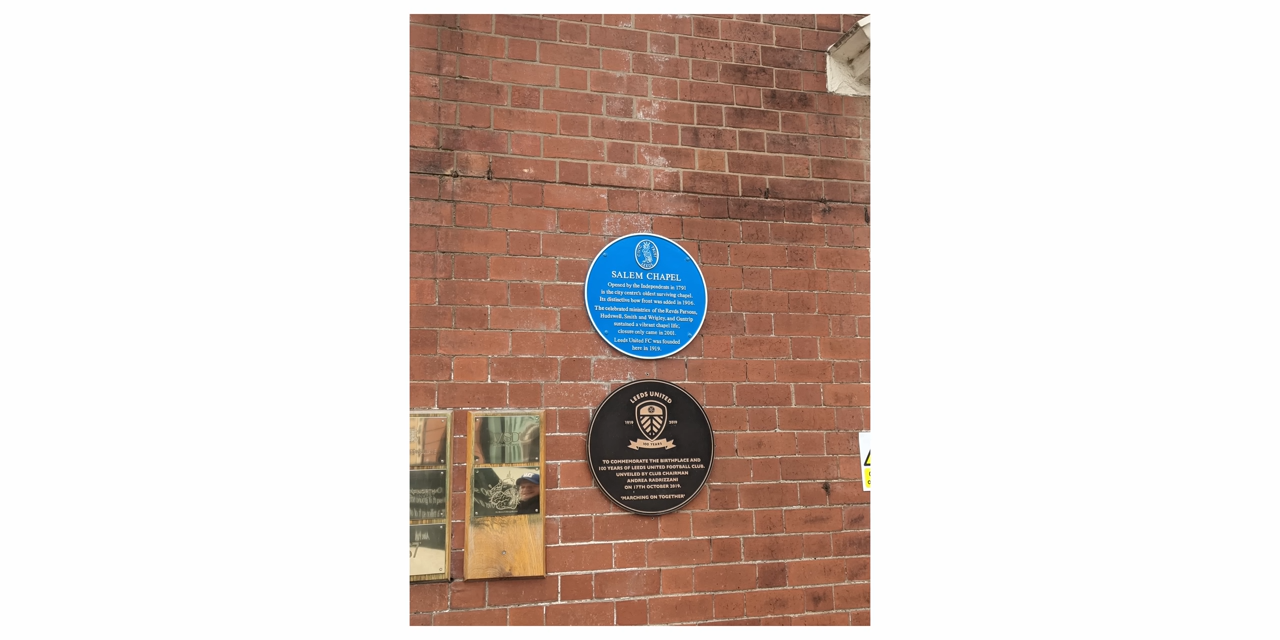 SALEM CHAPEL
Opened by the Independents in 1791
is the city centre's oldest surviving chapel.
Its distinctive bow front was added in 1906.
The celebrated ministries of the Revds Parsons,
Hudswell, Smith and Wrigley, and Guntrip
sustained a vibrant chapel life,
closure only came in 2001.
Leeds United FC was founded
here in 1919.
LEEDS UNITED
1919 2019
100 YEARS
TO COMMEMORATE THE BIRTHPLACE AND
100 YEARS OF LEEDS UNITED FOOTBALL CLUB.
UNVEILED BY CLUB CHAIRMAN
ANDREA RADRIZZANI
ON 17TH OCTOBER 2019.
'MARCHING ON TOGETHER'